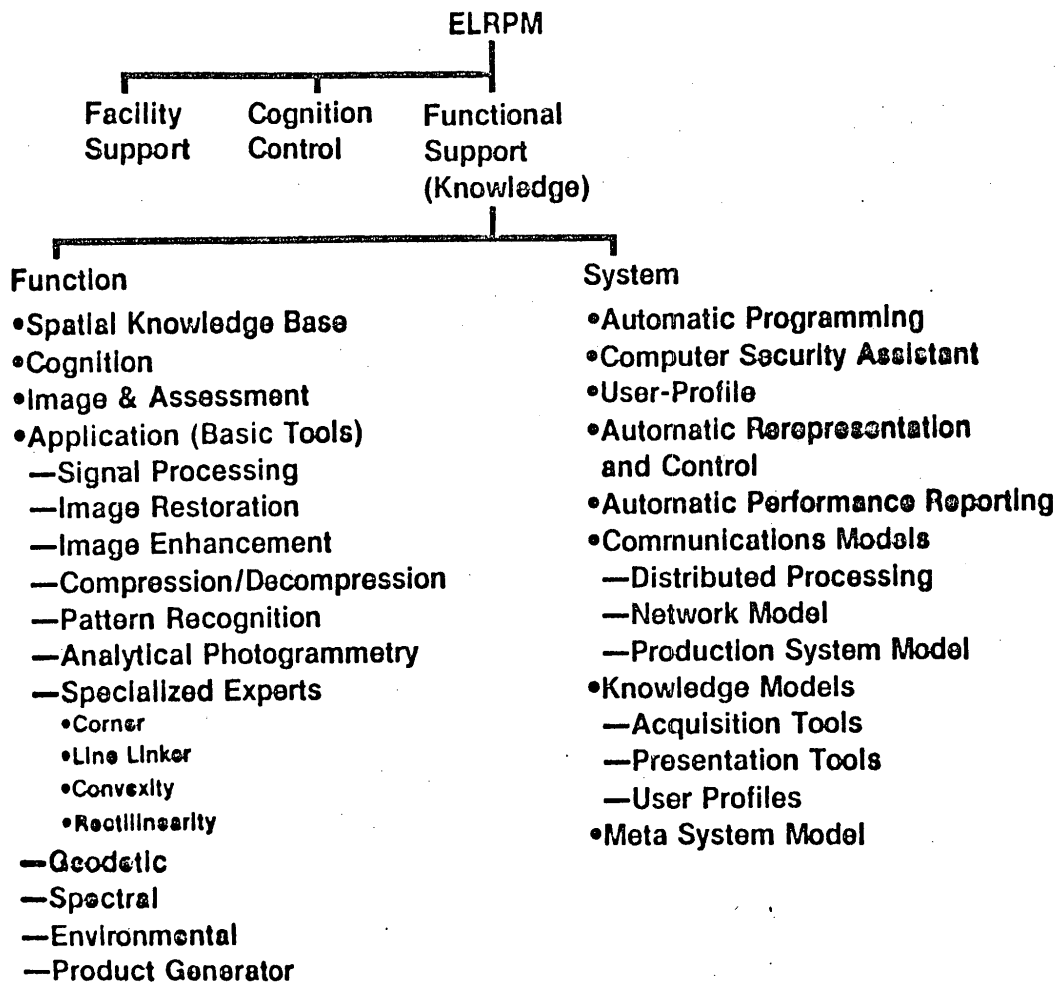 ELRPM
Facility
Support
Cognition
Control
Functional
Support
(Knowledge)
Function
•Spatial Knowledge Base
•Cognition
•Image & Assessment
•Application (Basic Tools)
—Signal Processing
—Image Restoration
—Image Enhancement
—Compression/Decompression
—Pattern Recognition
—Analytical Photogrammetry
—Specialized Experts
•Corner
•Line Linker
•Convexity
•Rectilinearity
—Geodetic
—Spectral
—Environmental
—Product Generator
System
•Automatic Programming
•Computer Security Assistant
•User-Profile
•Automatic Rerepresentation
and Control
•Automatic Performance Reporting
•Communications Models
—Distributed Processing
—Network Model
—Production System Model
•Knowledge Models
—Acquisition Tools
—Presentation Tools
—User Profiles
•Meta System Model